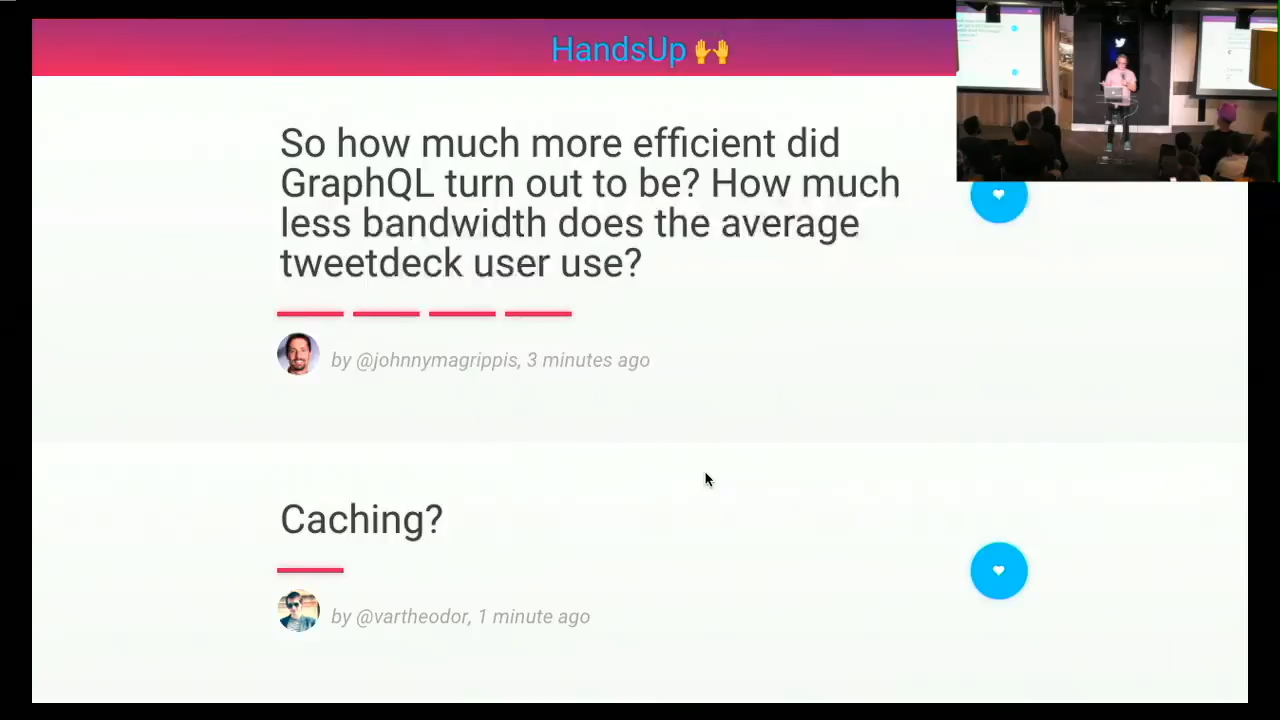 HandsUp 🙌
So how much more efficient did
GraphQL turn out to be? How much
less bandwidth does the average
tweetdeck user use?
by @johnnymagrippis, 3 minutes ago
Caching?
by @vartheodor, 1 minute ago